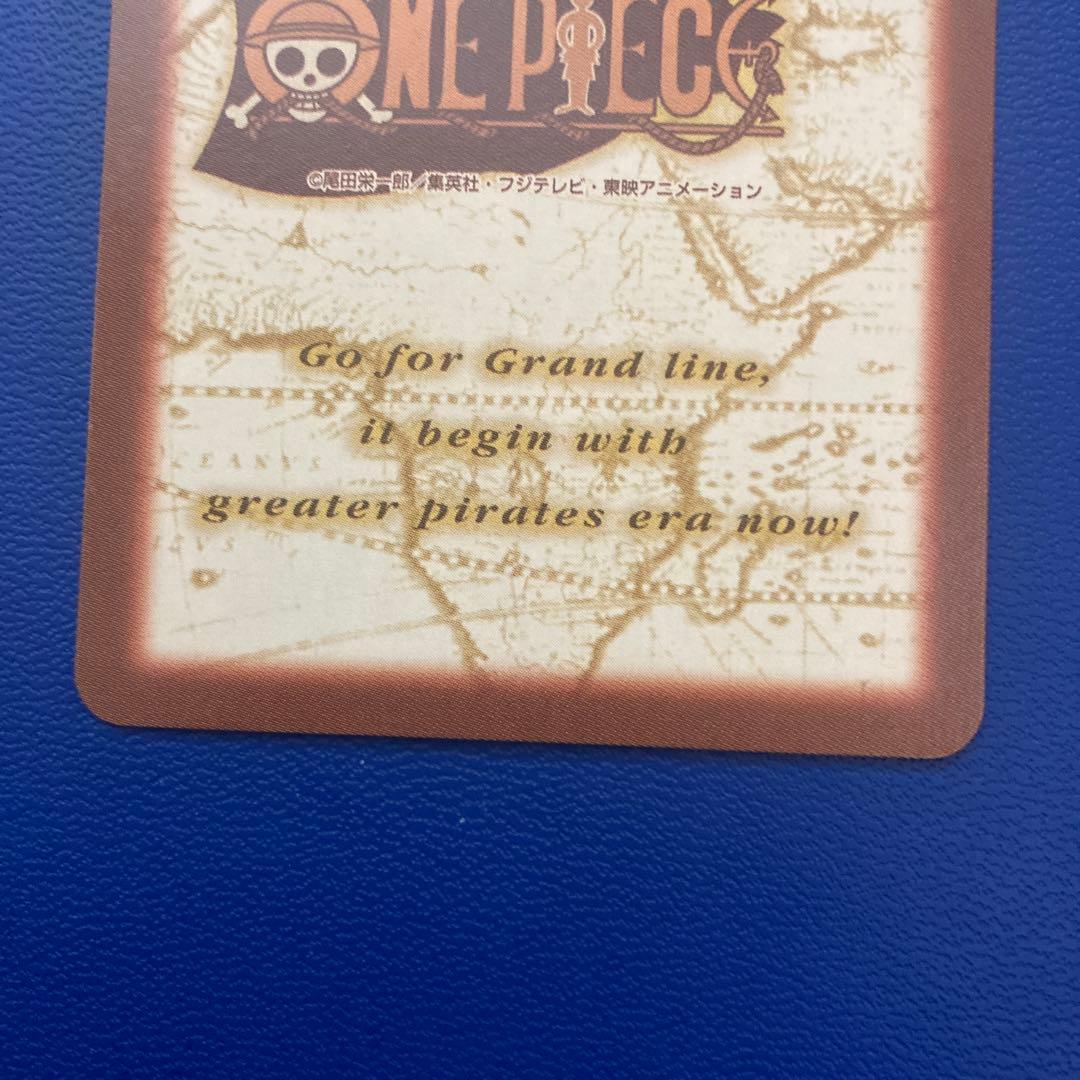 ONE PIECE
©尾田栄一郎／集英社・フジテレビ・東映アニメーション
Go for Grand line,
it begin with
greater pirates era now!
OCEANVS